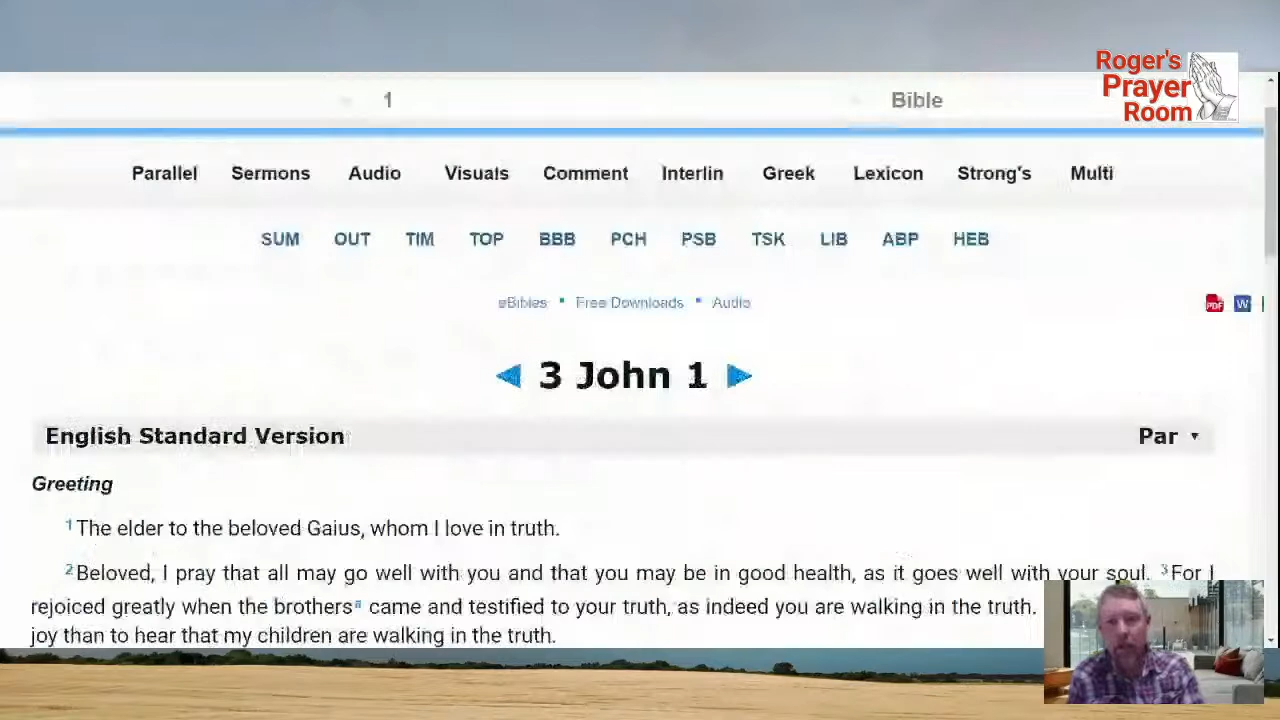 Roger's
Prayer
Room
1 Bible
Parallel Sermons Audio Visuals Comment Interlin Greek Lexicon Strong's Multi
SUM OUT TIM TOP BBB PCH PSB TSK LIB ABP HEB
eBibles ▪ Free Downloads ▪ Audio
PDF W
◄ 3 John 1 ►
English Standard Version Par ▾
Greeting
1 The elder to the beloved Gaius, whom I love in truth.
2 Beloved, I pray that all may go well with you and that you may be in good health, as it goes well with your soul. 3 For I
rejoiced greatly when the brothers a came and testified to your truth, as indeed you are walking in the truth.
joy than to hear that my children are walking in the truth.